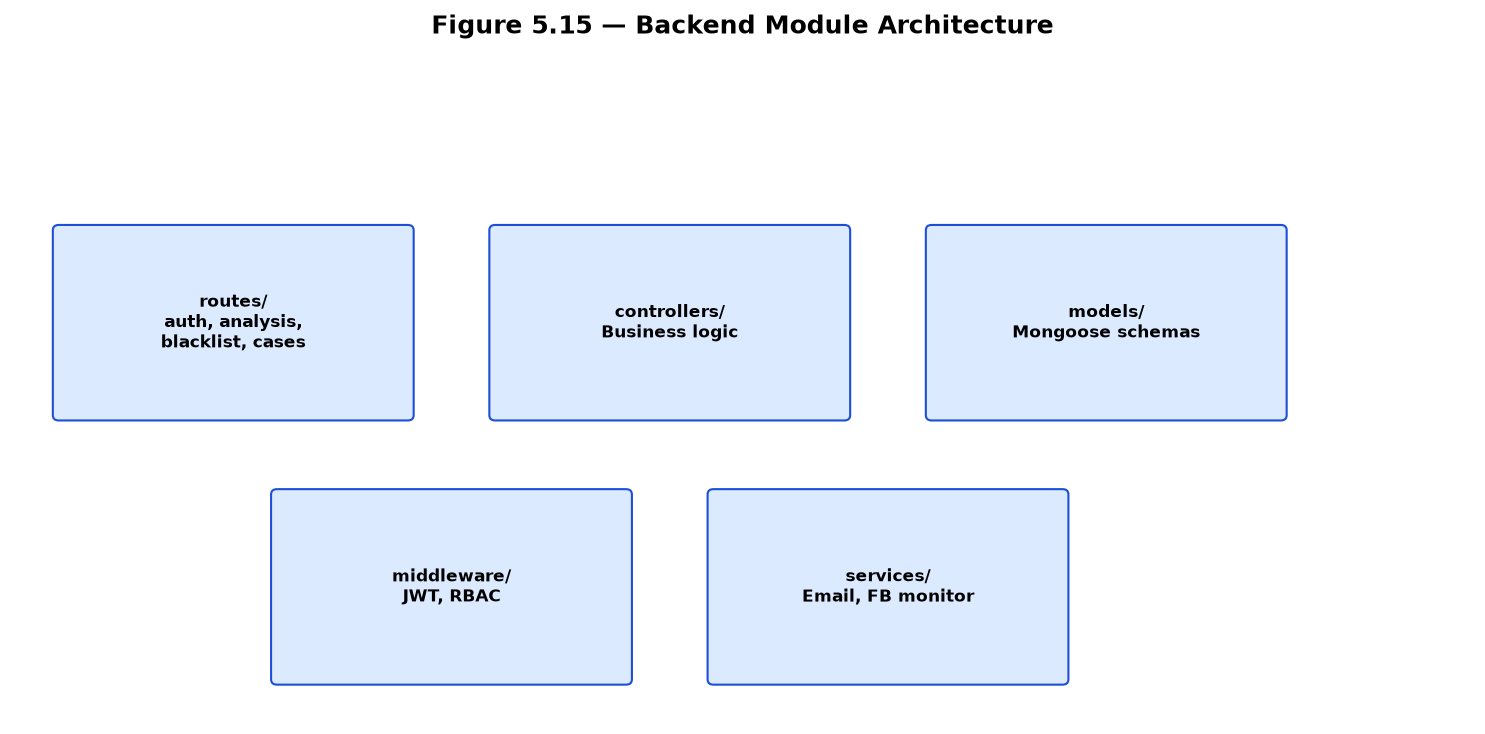 Figure 5.15 — Backend Module Architecture
routes/
auth, analysis,
blacklist, cases
controllers/
Business logic
models/
Mongoose schemas
middleware/
JWT, RBAC
services/
Email, FB monitor